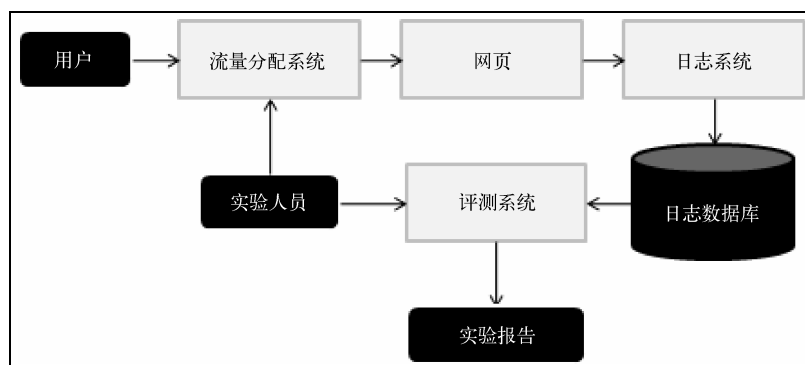 用户
流量分配系统
网页
日志系统
实验人员
评测系统
日志数据库
实验报告